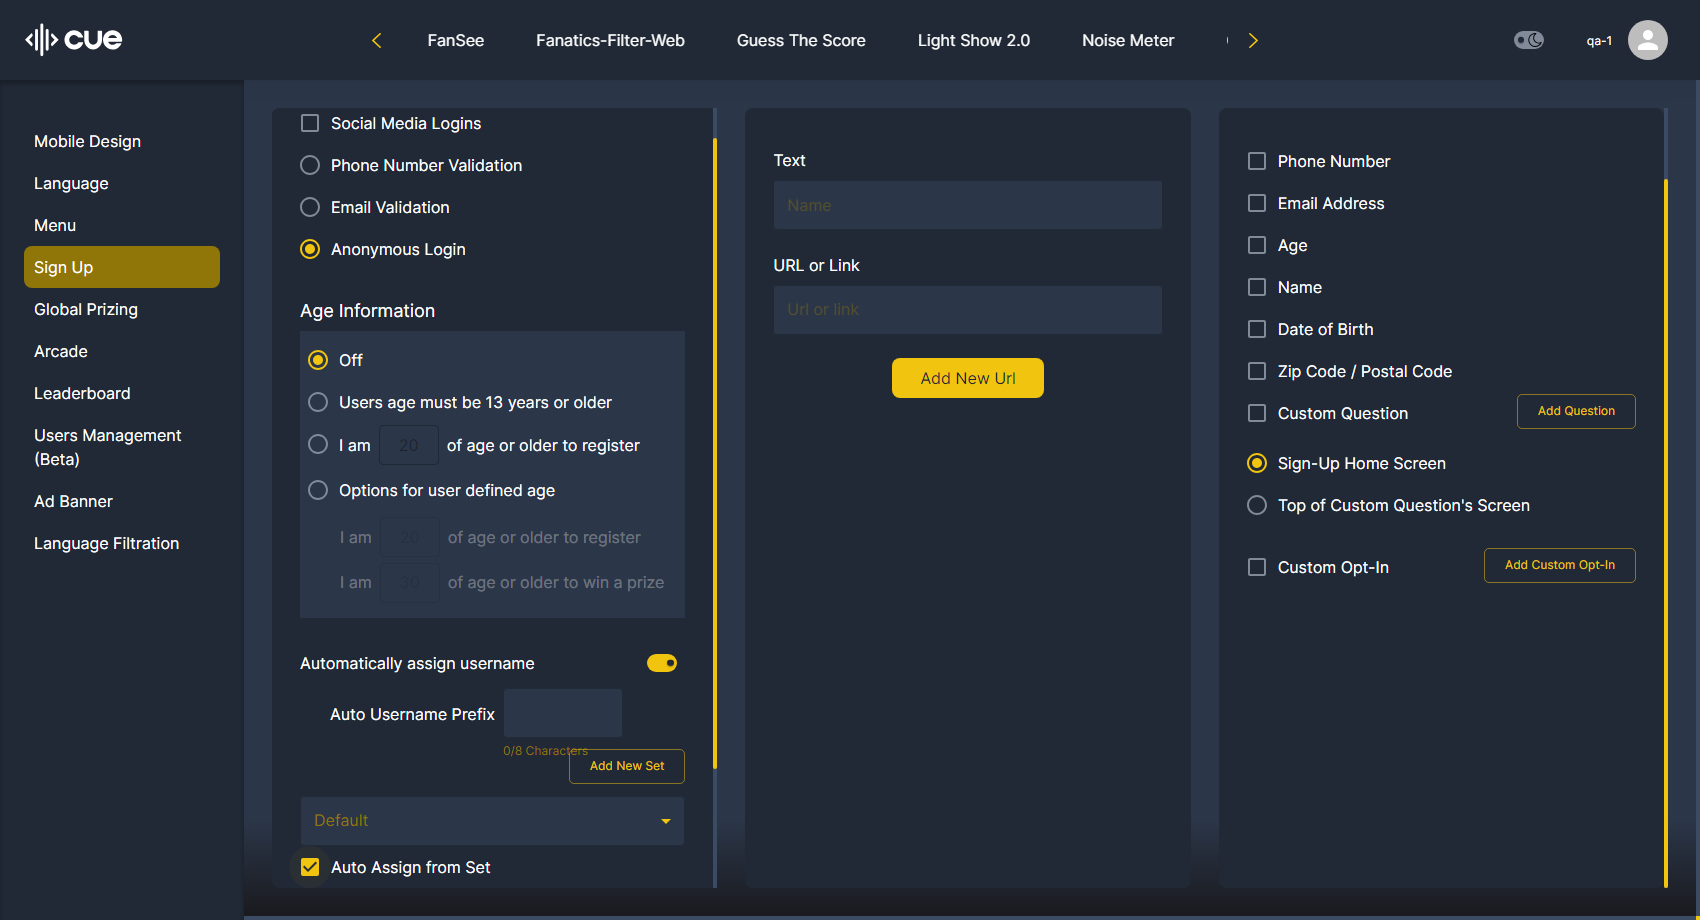 cue
FanSee
Fanatics-Filter-Web
Guess The Score
Light Show 2.0
Noise Meter
qa-1
Mobile Design
Language
Menu
Sign Up
Global Prizing
Arcade
Leaderboard
Users Management
(Beta)
Ad Banner
Language Filtration
Social Media Logins
Phone Number Validation
Email Validation
Anonymous Login
Age Information
Off
Users age must be 13 years or older
I am 20 of age or older to register
Options for user defined age
I am 20 of age or older to register
I am 30 of age or older to win a prize
Automatically assign username
Auto Username Prefix
0/8 Characters
Add New Set
Default
Auto Assign from Set
Text
Name
URL or Link
Url or link
Add New Url
Phone Number
Email Address
Age
Name
Date of Birth
Zip Code / Postal Code
Custom Question
Add Question
Sign-Up Home Screen
Top of Custom Question's Screen
Custom Opt-In
Add Custom Opt-In